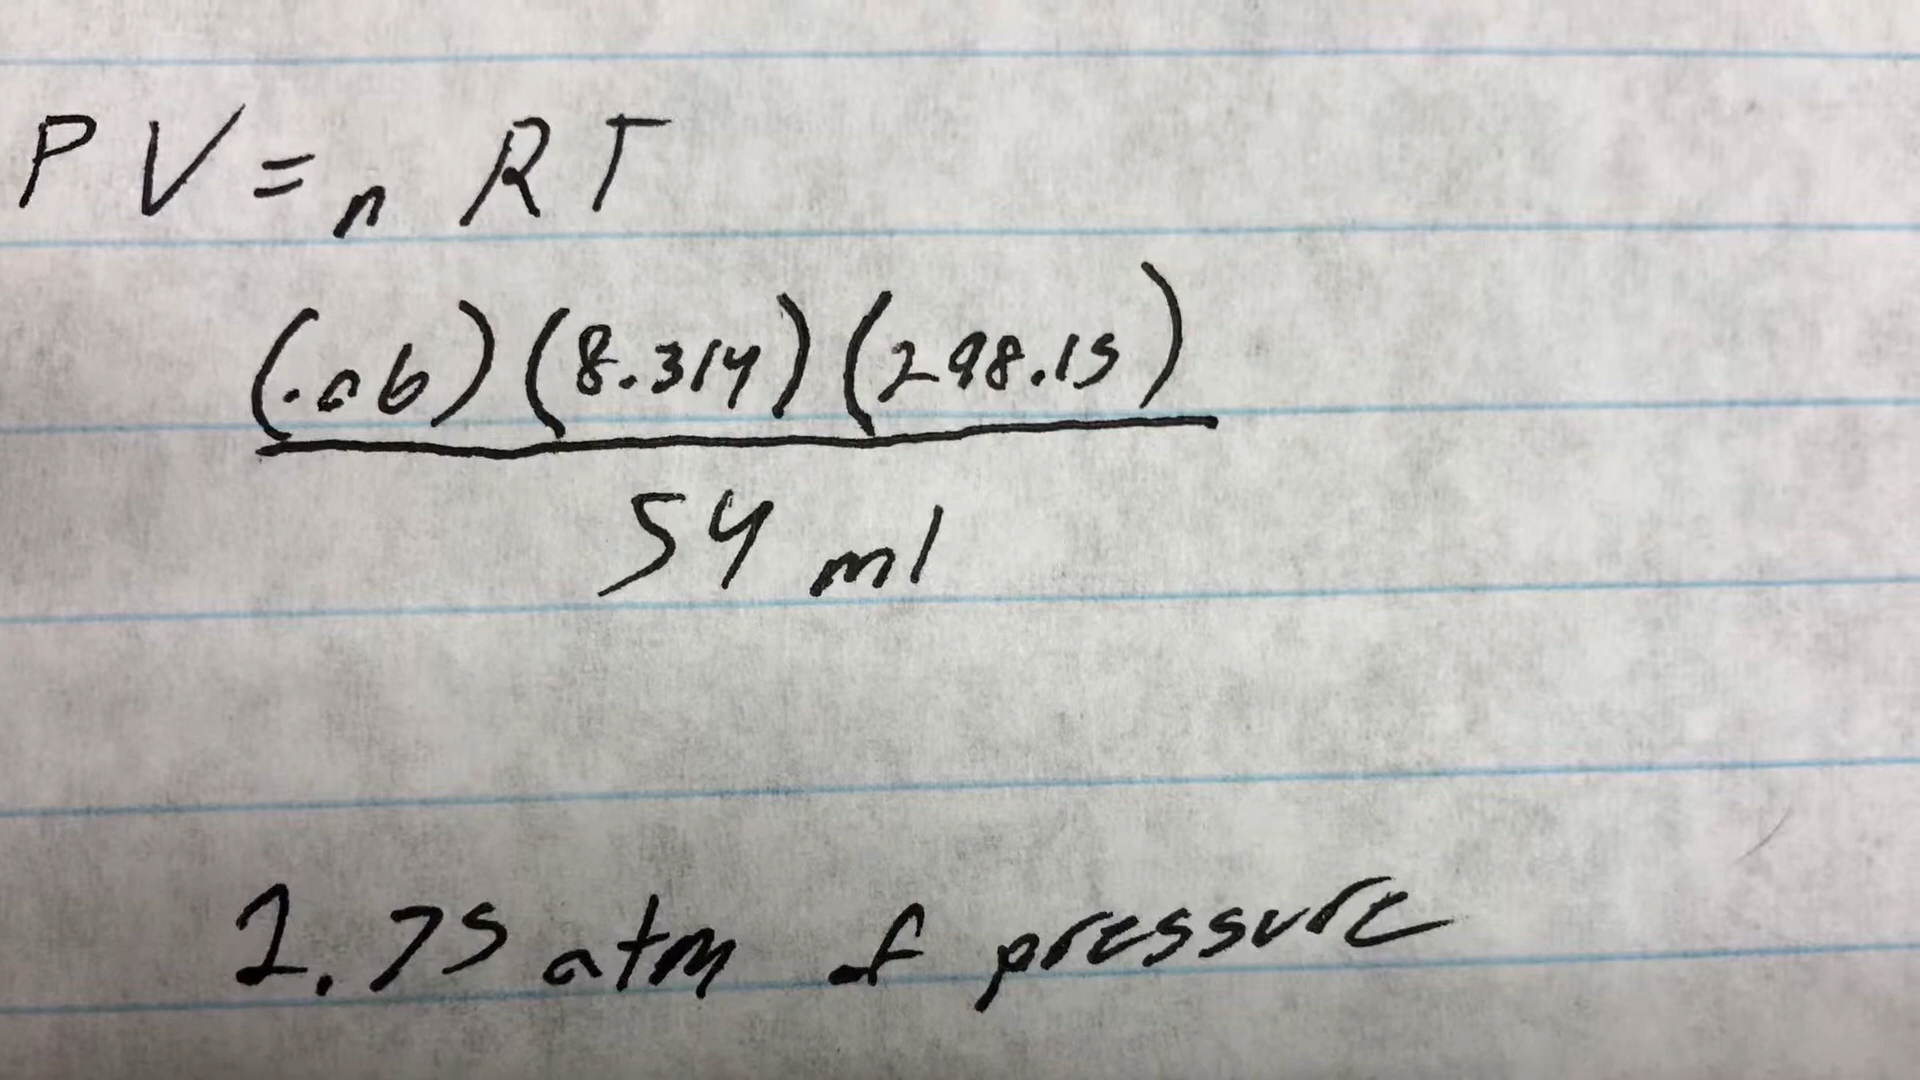 PV = nRT
(.06)(8.314)(298.15)
54 ml
2.75 atm of pressure